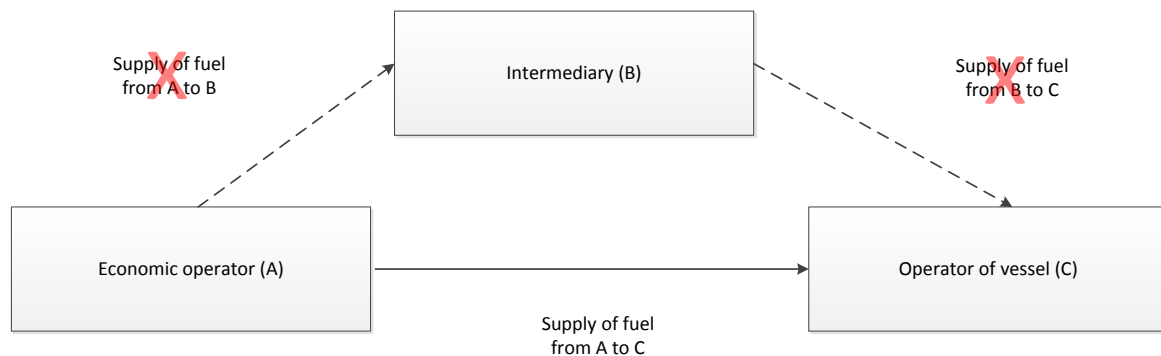 Supply of fuel
from A to B
Intermediary (B)
Supply of fuel
from B to C
Economic operator (A)
Operator of vessel (C)
Supply of fuel
from A to C